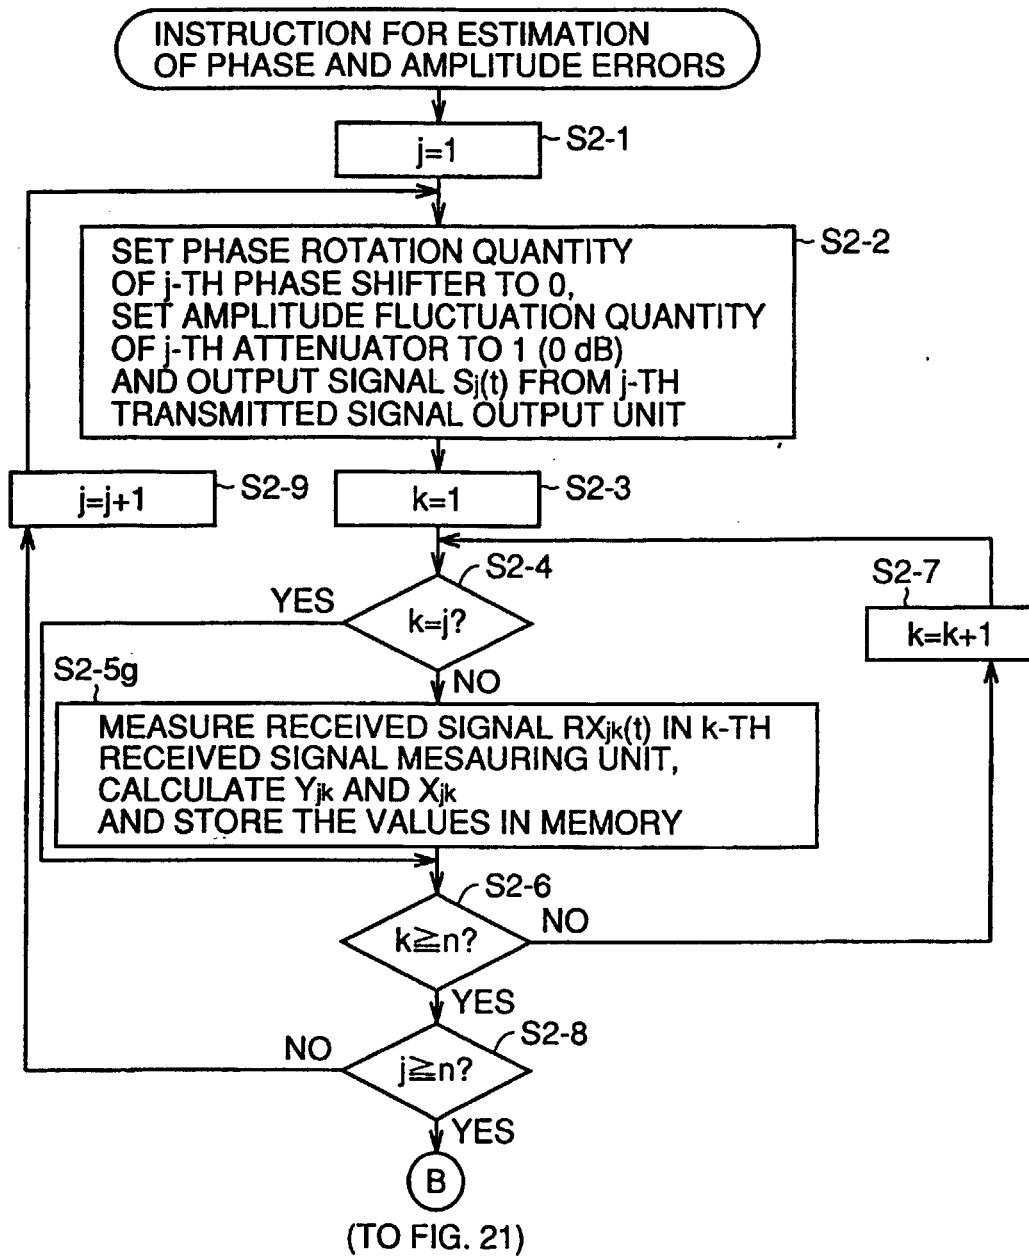 INSTRUCTION FOR ESTIMATION
OF PHASE AND AMPLITUDE ERRORS
j=1
S2-1
SET PHASE ROTATION QUANTITY
OF j-TH PHASE SHIFTER TO 0,
SET AMPLITUDE FLUCTUATION QUANTITY
OF j-TH ATTENUATOR TO 1 (0 dB)
AND OUTPUT SIGNAL Sj(t) FROM j-TH
TRANSMITTED SIGNAL OUTPUT UNIT
S2-2
j=j+1
S2-9
k=1
S2-3
S2-4
YES
k=j?
NO
S2-7
k=k+1
S2-5g
MEASURE RECEIVED SIGNAL RXjk(t) IN k-TH
RECEIVED SIGNAL MESAURING UNIT,
CALCULATE Yjk AND Xjk
AND STORE THE VALUES IN MEMORY
S2-6
k≧n?
NO
YES
S2-8
NO
j≧n?
YES
B
(TO FIG. 21)